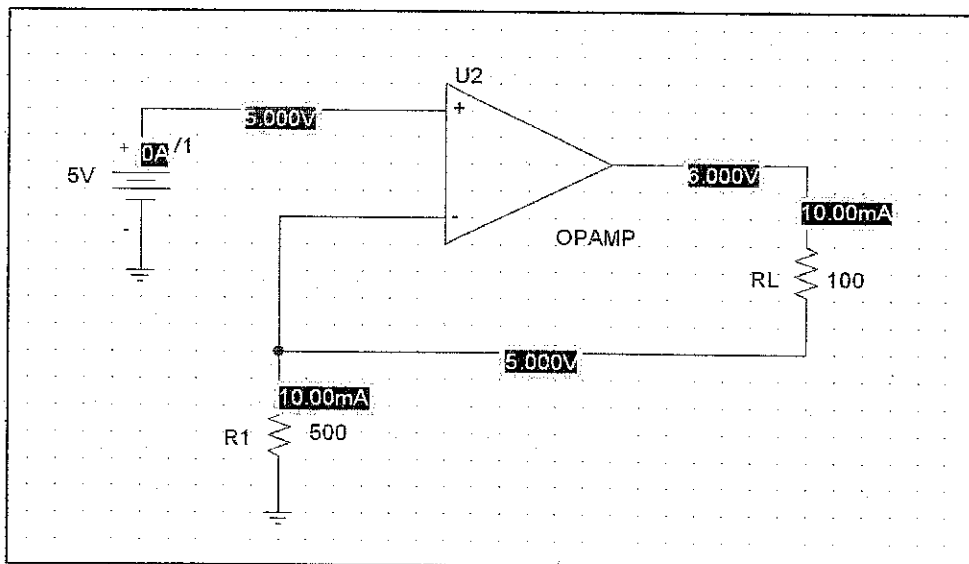 U2
+
5.000V
+ 0A /1
5V
-
-
6.000V
OPAMP
10.00mA
RL 100
5.000V
10.00mA
R1 500